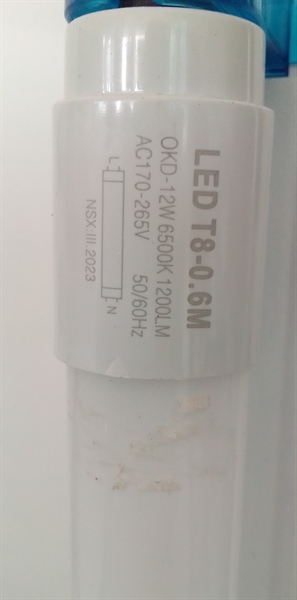 LED T8-0.6M
OKD-12W 6500K 1200LM
AC170-265V 50/60Hz
L
N
NSX:III.2023